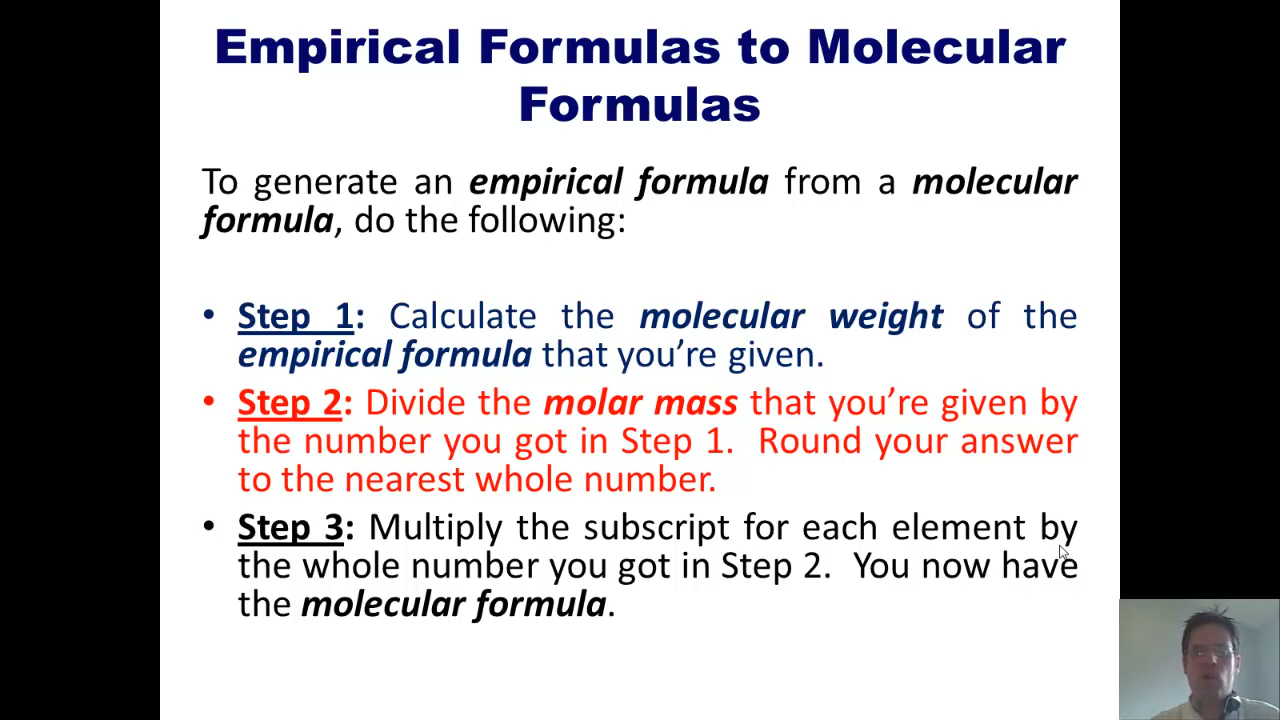 Empirical Formulas to Molecular
Formulas
To generate an empirical formula from a molecular
formula, do the following:
• Step 1: Calculate the molecular weight of the
empirical formula that you're given.
• Step 2: Divide the molar mass that you're given by
the number you got in Step 1. Round your answer
to the nearest whole number.
• Step 3: Multiply the subscript for each element by
the whole number you got in Step 2. You now have
the molecular formula.